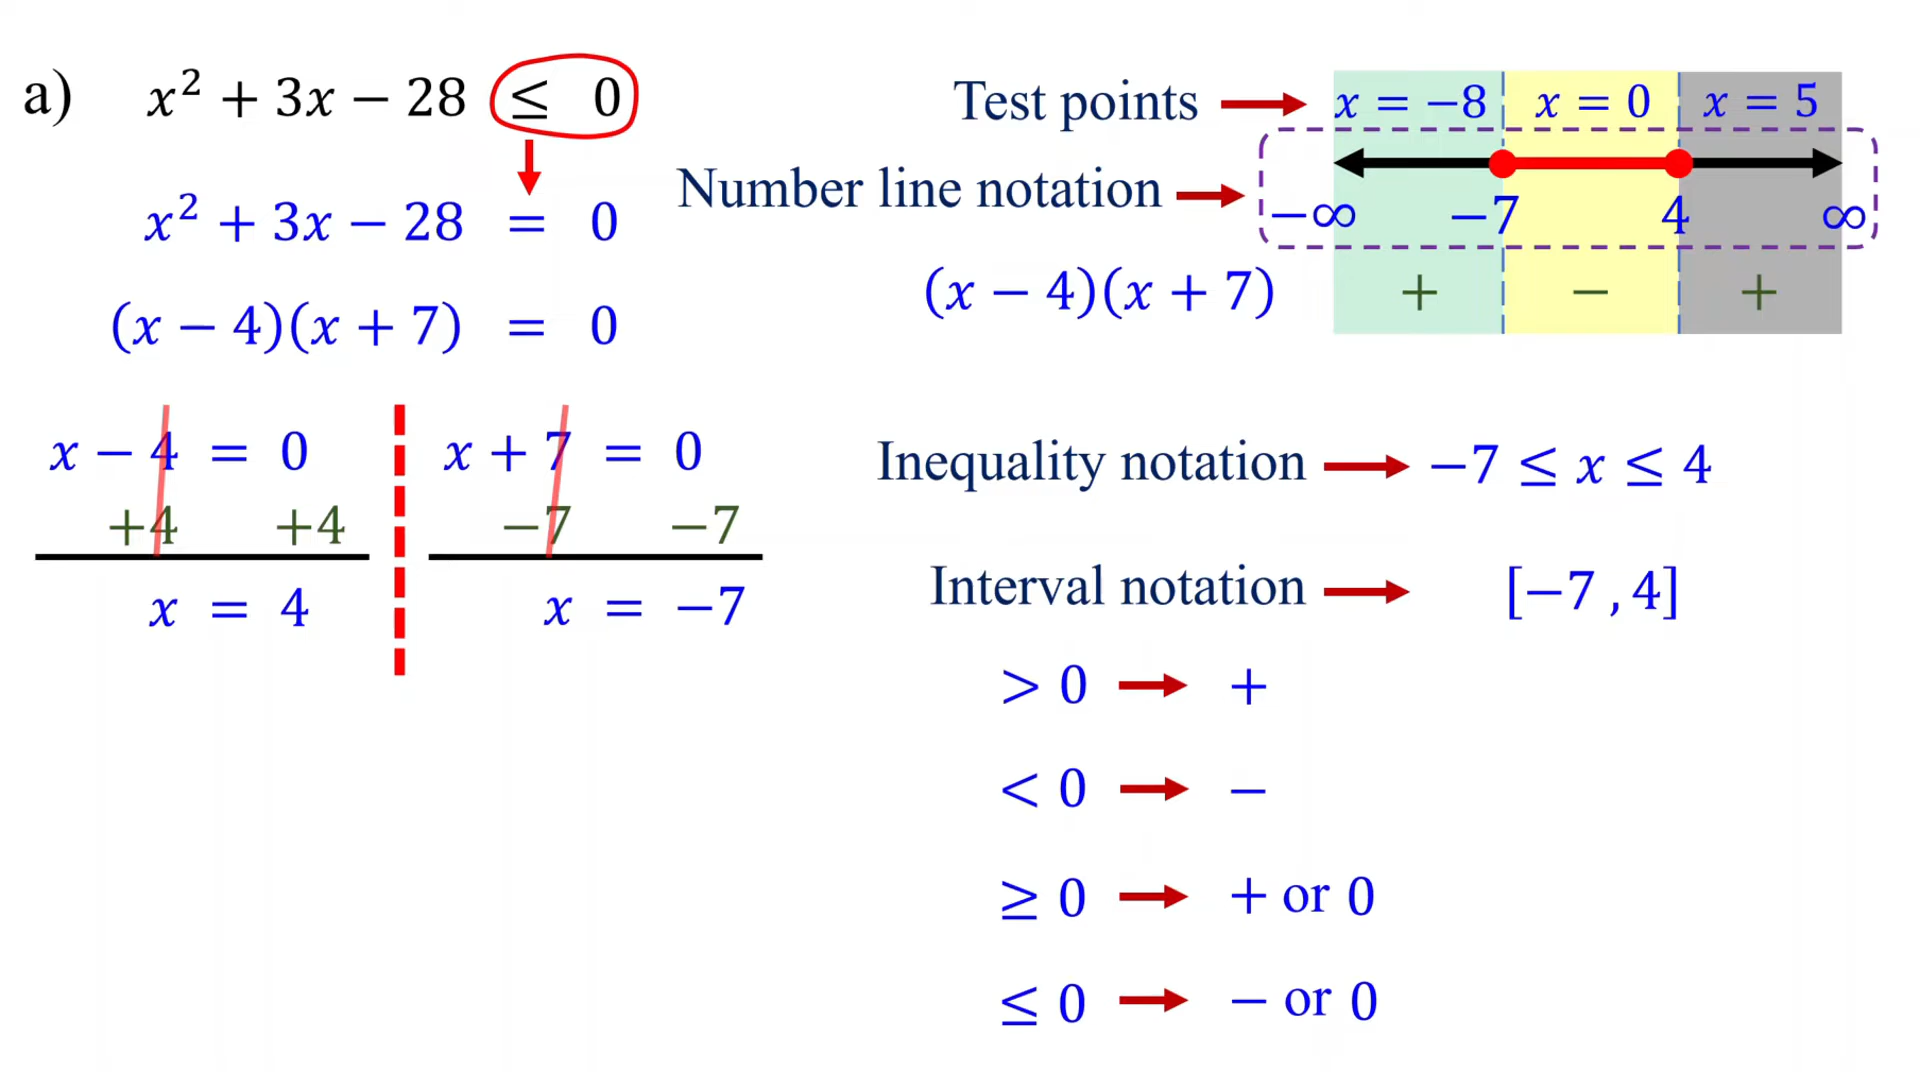 a) x² + 3x − 28 ≤ 0
x² + 3x − 28 = 0
(x − 4)(x + 7) = 0
x − 4 = 0
+4 +4
x = 4
x + 7 = 0
−7 −7
x = −7
Test points x = −8 x = 0 x = 5
Number line notation −∞ −7 4 ∞
(x − 4)(x + 7) + − +
Inequality notation −7 ≤ x ≤ 4
Interval notation [−7 , 4]
> 0 +
< 0 −
≥ 0 + or 0
≤ 0 − or 0